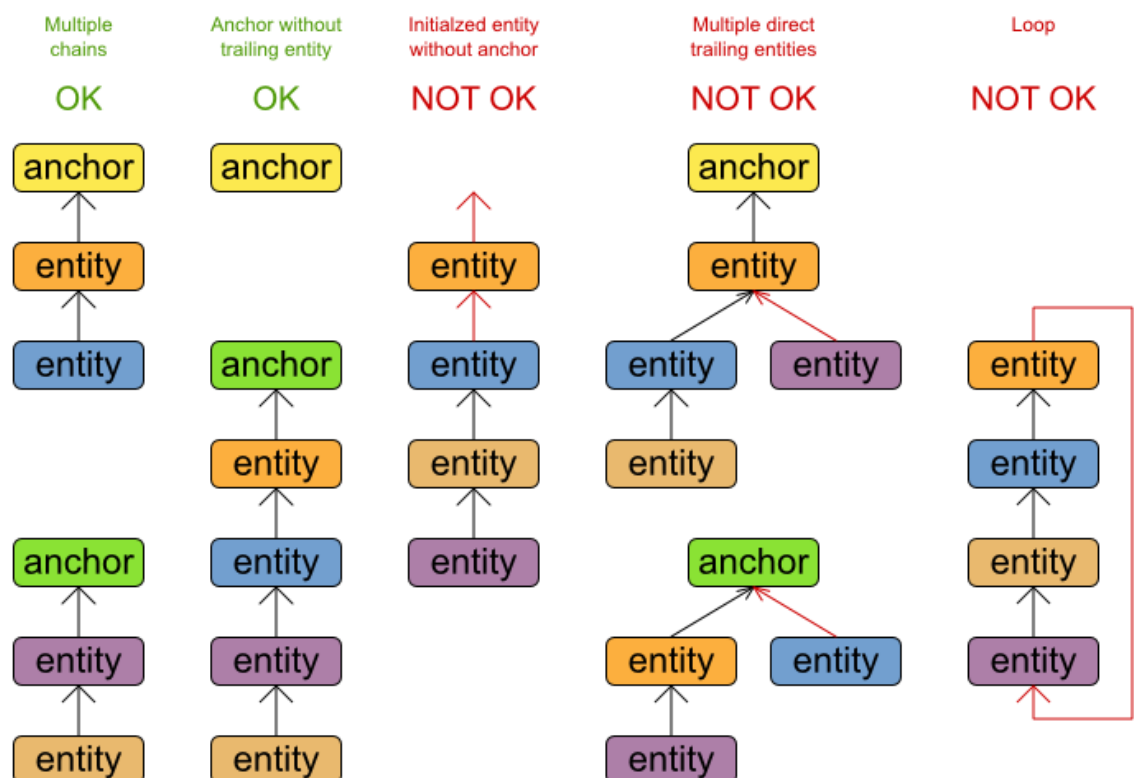 Multiple
chains
OK
anchor
entity
entity
anchor
entity
entity
Anchor without
trailing entity
OK
anchor
anchor
entity
entity
entity
entity
Initialzed entity
without anchor
NOT OK
entity
entity
entity
entity
Multiple direct
trailing entities
NOT OK
anchor
entity
entity
entity
entity
anchor
entity
entity
entity
Loop
NOT OK
entity
entity
entity
entity